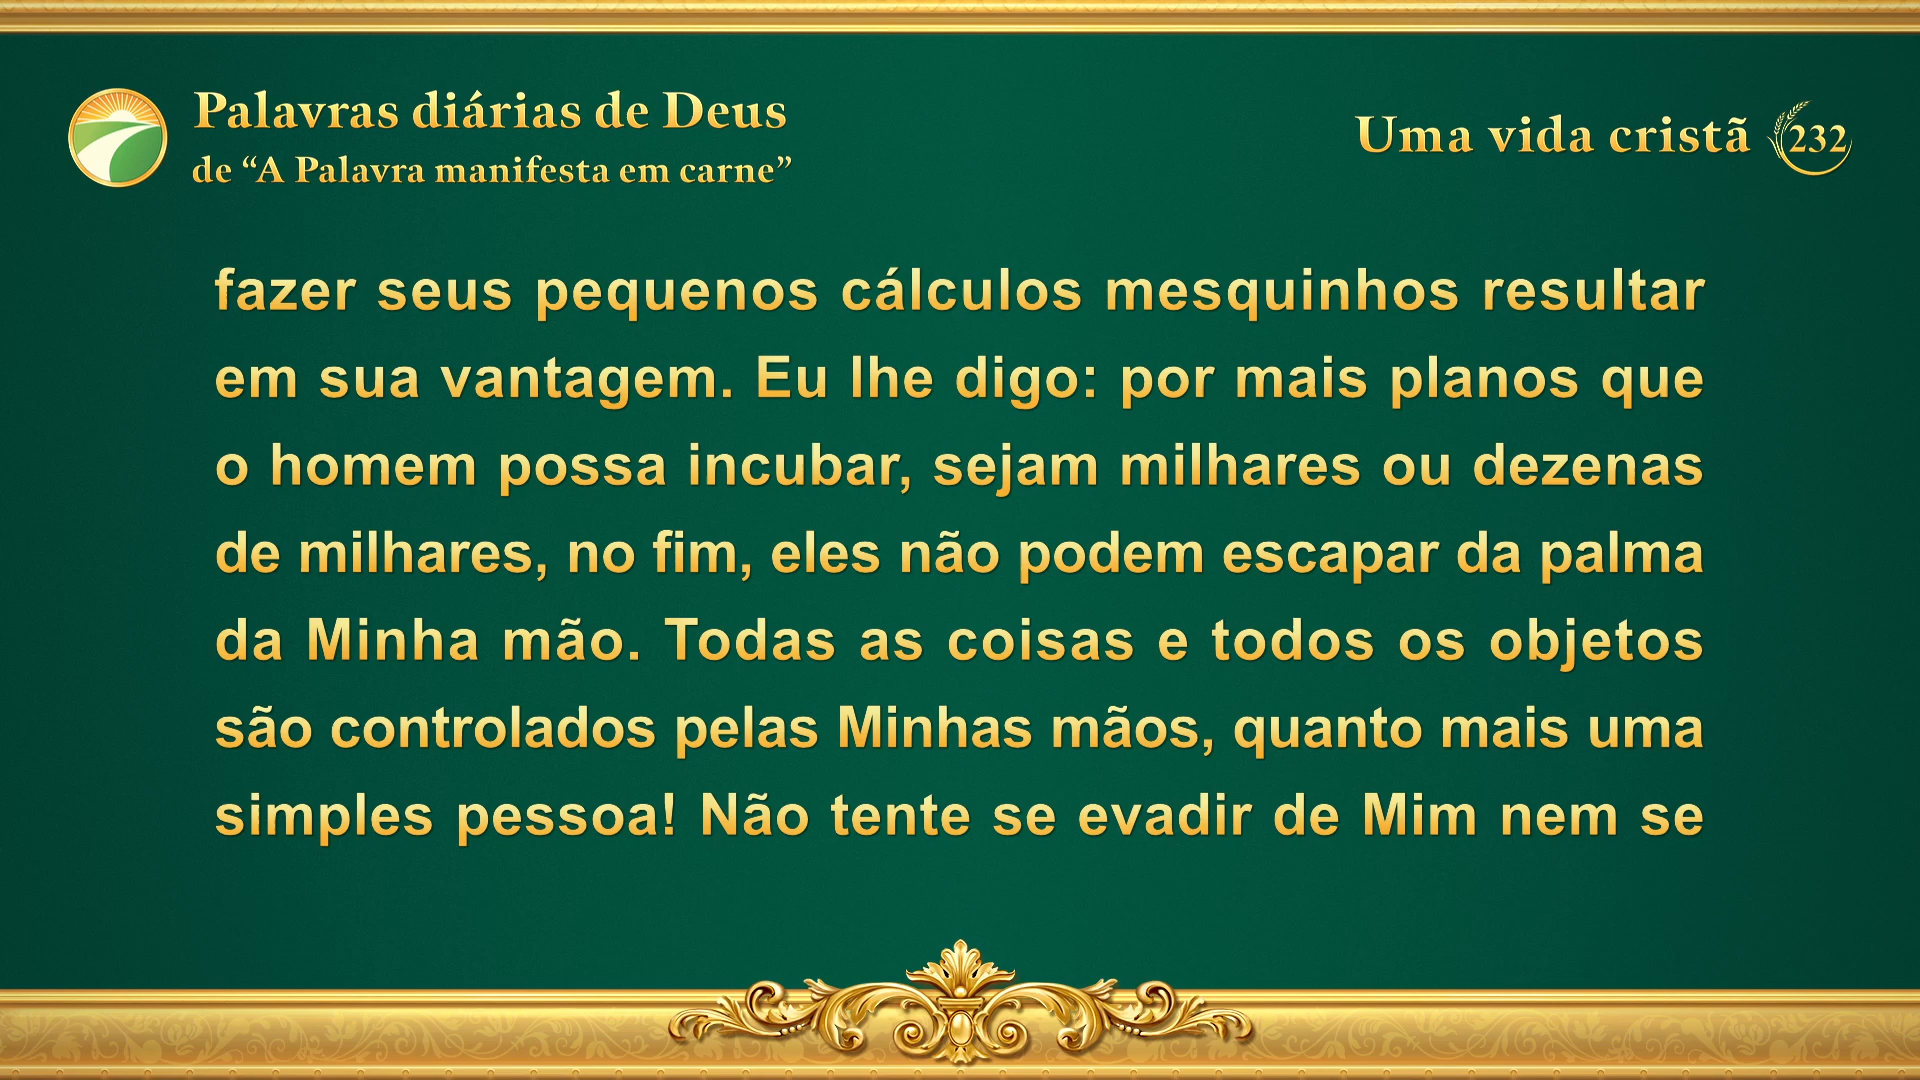 Palavras diárias de Deus
de “A Palavra manifesta em carne”
Uma vida cristã 232
fazer seus pequenos cálculos mesquinhos resultar
em sua vantagem. Eu lhe digo: por mais planos que
o homem possa incubar, sejam milhares ou dezenas
de milhares, no fim, eles não podem escapar da palma
da Minha mão. Todas as coisas e todos os objetos
são controlados pelas Minhas mãos, quanto mais uma
simples pessoa! Não tente se evadir de Mim nem se